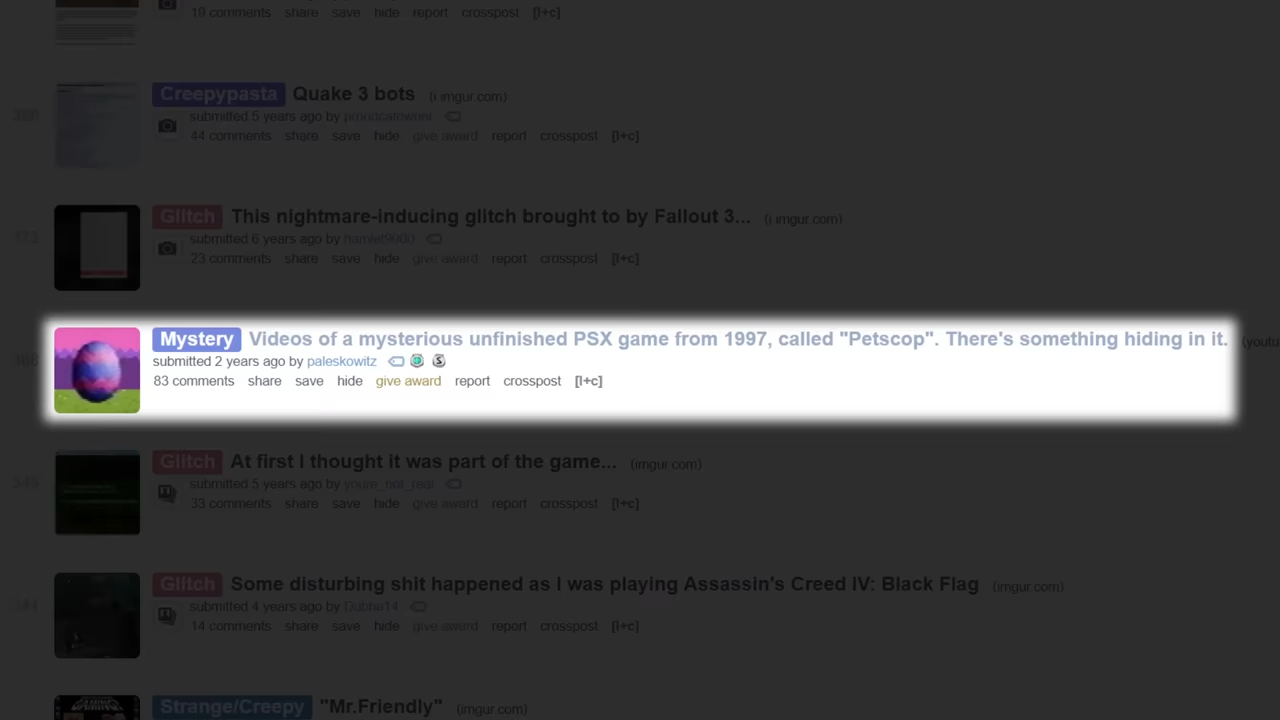 19 comments share save hide report crosspost [l+c]
Creepypasta Quake 3 bots (i.imgur.com)
submitted 5 years ago by
44 comments share save hide give award report crosspost [l+c]
Glitch This nightmare-inducing glitch brought to by Fallout 3... (i.imgur.com)
submitted 6 years ago by hamlet9000
23 comments share save hide give award report crosspost [l+c]
Mystery Videos of a mysterious unfinished PSX game from 1997, called "Petscop". There's something hiding in it. (youtu
submitted 2 years ago by paleskowitz
83 comments share save hide give award report crosspost [l+c]
Glitch At first I thought it was part of the game... (imgur.com)
submitted 5 years ago by youre_not_real
33 comments share save hide give award report crosspost [l+c]
Glitch Some disturbing shit happened as I was playing Assassin's Creed IV: Black Flag (imgur.com)
submitted 4 years ago by Dubha14
14 comments share save hide give award report crosspost [l+c]
Strange/Creepy "Mr.Friendly" (imgur.com)